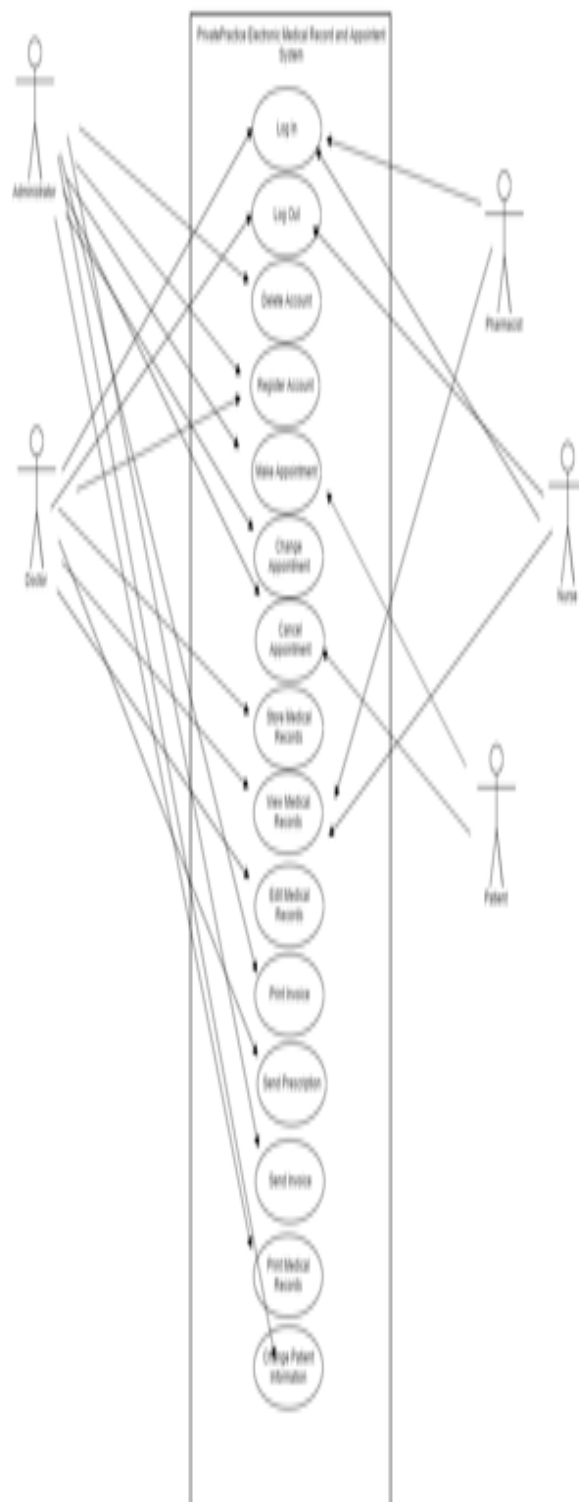 PrivatePractice Electronic Medical Record and Appointent
System
Log In
Administrator
Log Out
Pharmacist
Delete Account
Register Account
Make Appointment
Change
Appointment
Doctor
Nurse
Cancel
Appointment
Store Medical
Records
View Medical
Records
Edit Medical
Records
Patient
Print Invoice
Send Prescription
Send Invoice
Print Medical
Records
Change Patient
Information